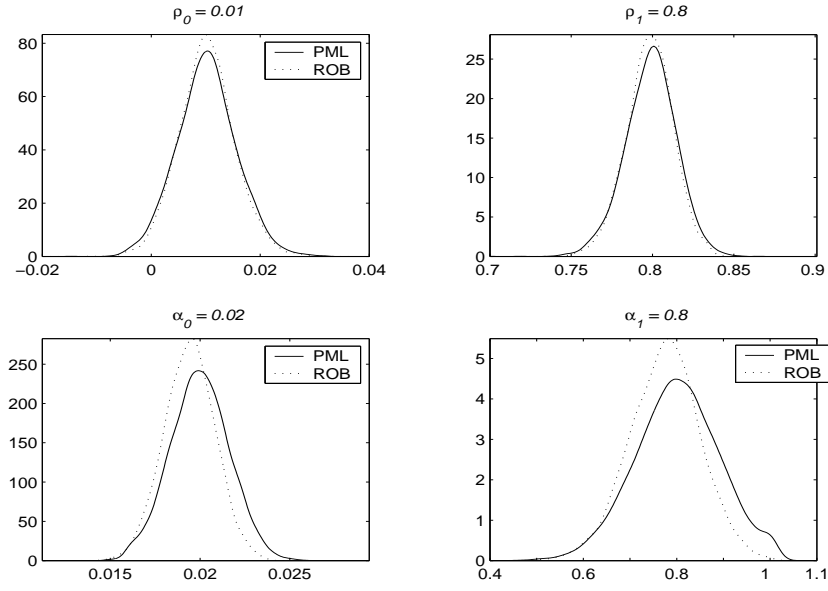 ρ₀ = 0.01
80
60
40
20
0
−0.02 0 0.02 0.04
PML
ROB
ρ₁ = 0.8
25
20
15
10
5
0
0.7 0.75 0.8 0.85 0.9
α₀ = 0.02
250
200
150
100
50
0
0.015 0.02 0.025
PML
ROB
α₁ = 0.8
5
4
3
2
1
0
0.4 0.6 0.8 1 1.1
PML
ROB